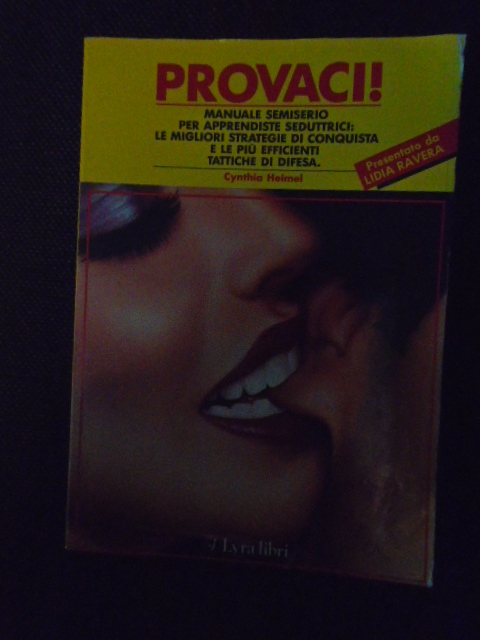 PROVACI!
MANUALE SEMISERIO
PER APPRENDISTE SEDUTTRICI:
LE MIGLIORI STRATEGIE DI CONQUISTA
E LE PIÙ EFFICIENTI
TATTICHE DI DIFESA.
Cynthia Heimel
Presentato da
LIDIA RAVERA
Lyra libri